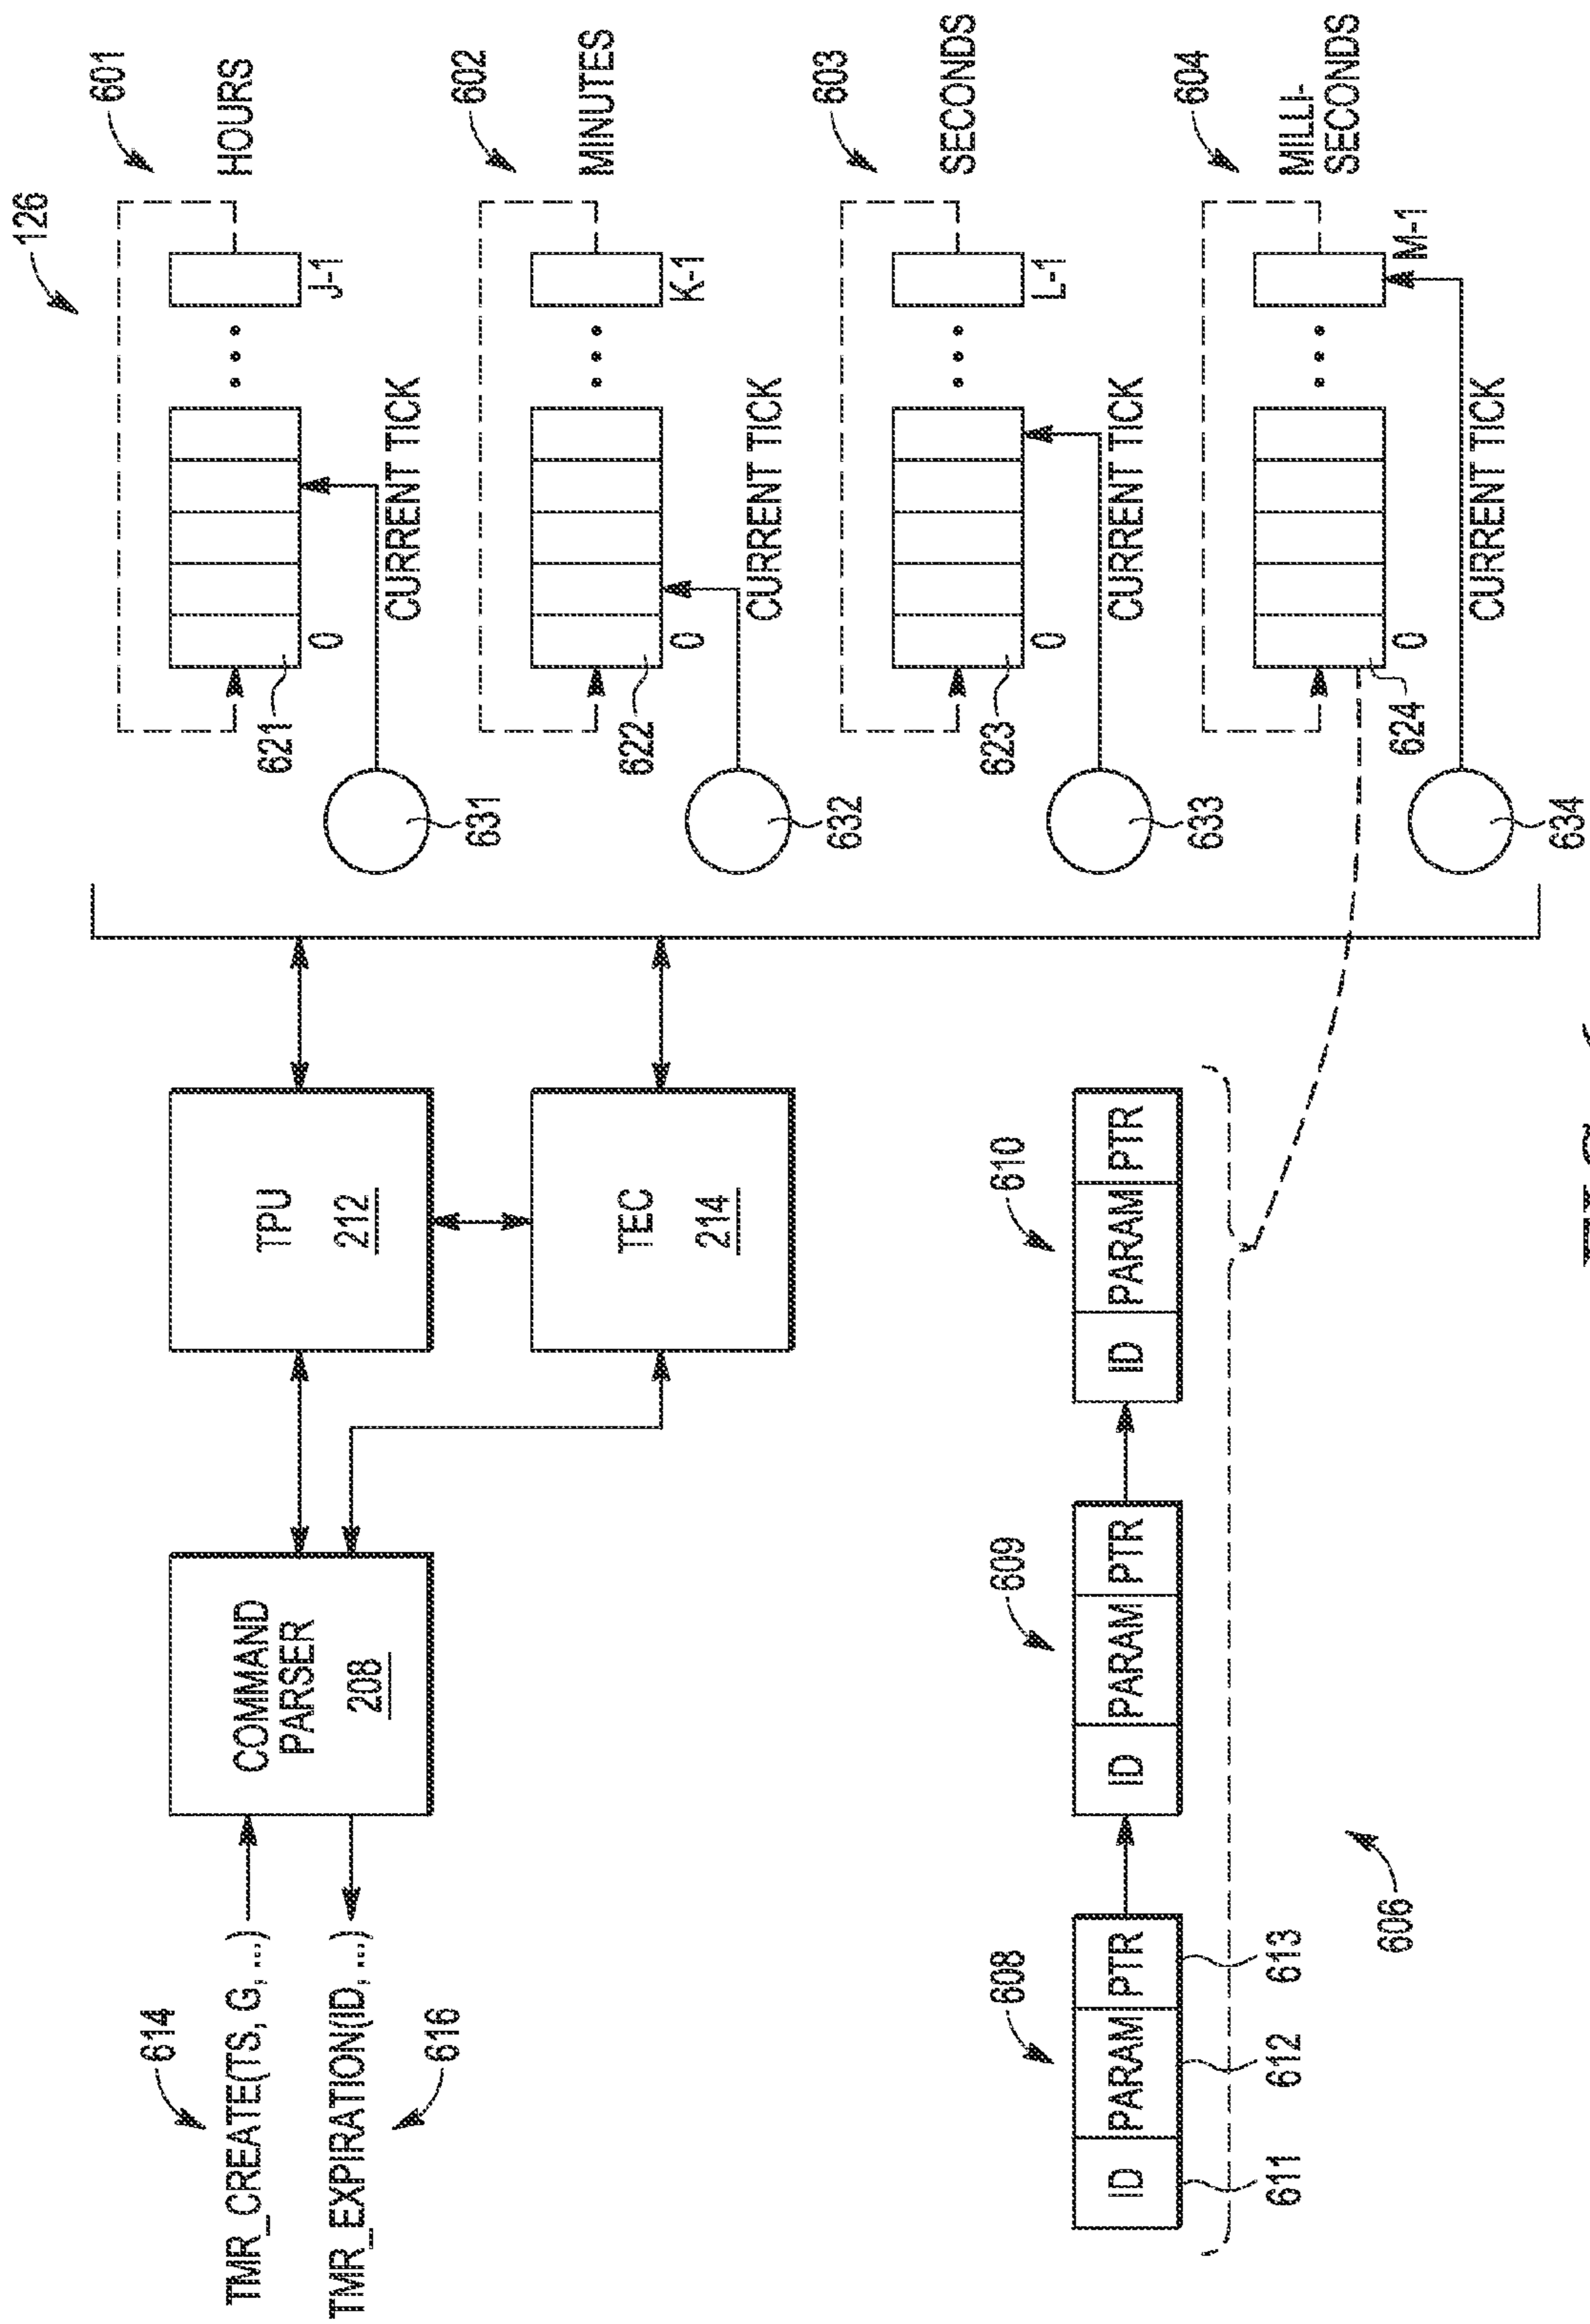 126
614
TMR_CREATE(TS, G, ...)
TMR_EXPIRATION(ID, ...)
616
COMMAND
PARSER
208
TPU
212
TEC
214
601
HOURS
621
0
J-1
CURRENT TICK
631
602
MINUTES
622
0
K-1
CURRENT TICK
632
603
SECONDS
623
0
L-1
CURRENT TICK
633
604
MILLI-
SECONDS
624
0
M-1
CURRENT TICK
634
608
609
610
ID PARAM PTR
ID PARAM PTR
ID PARAM PTR
611
612
613
606